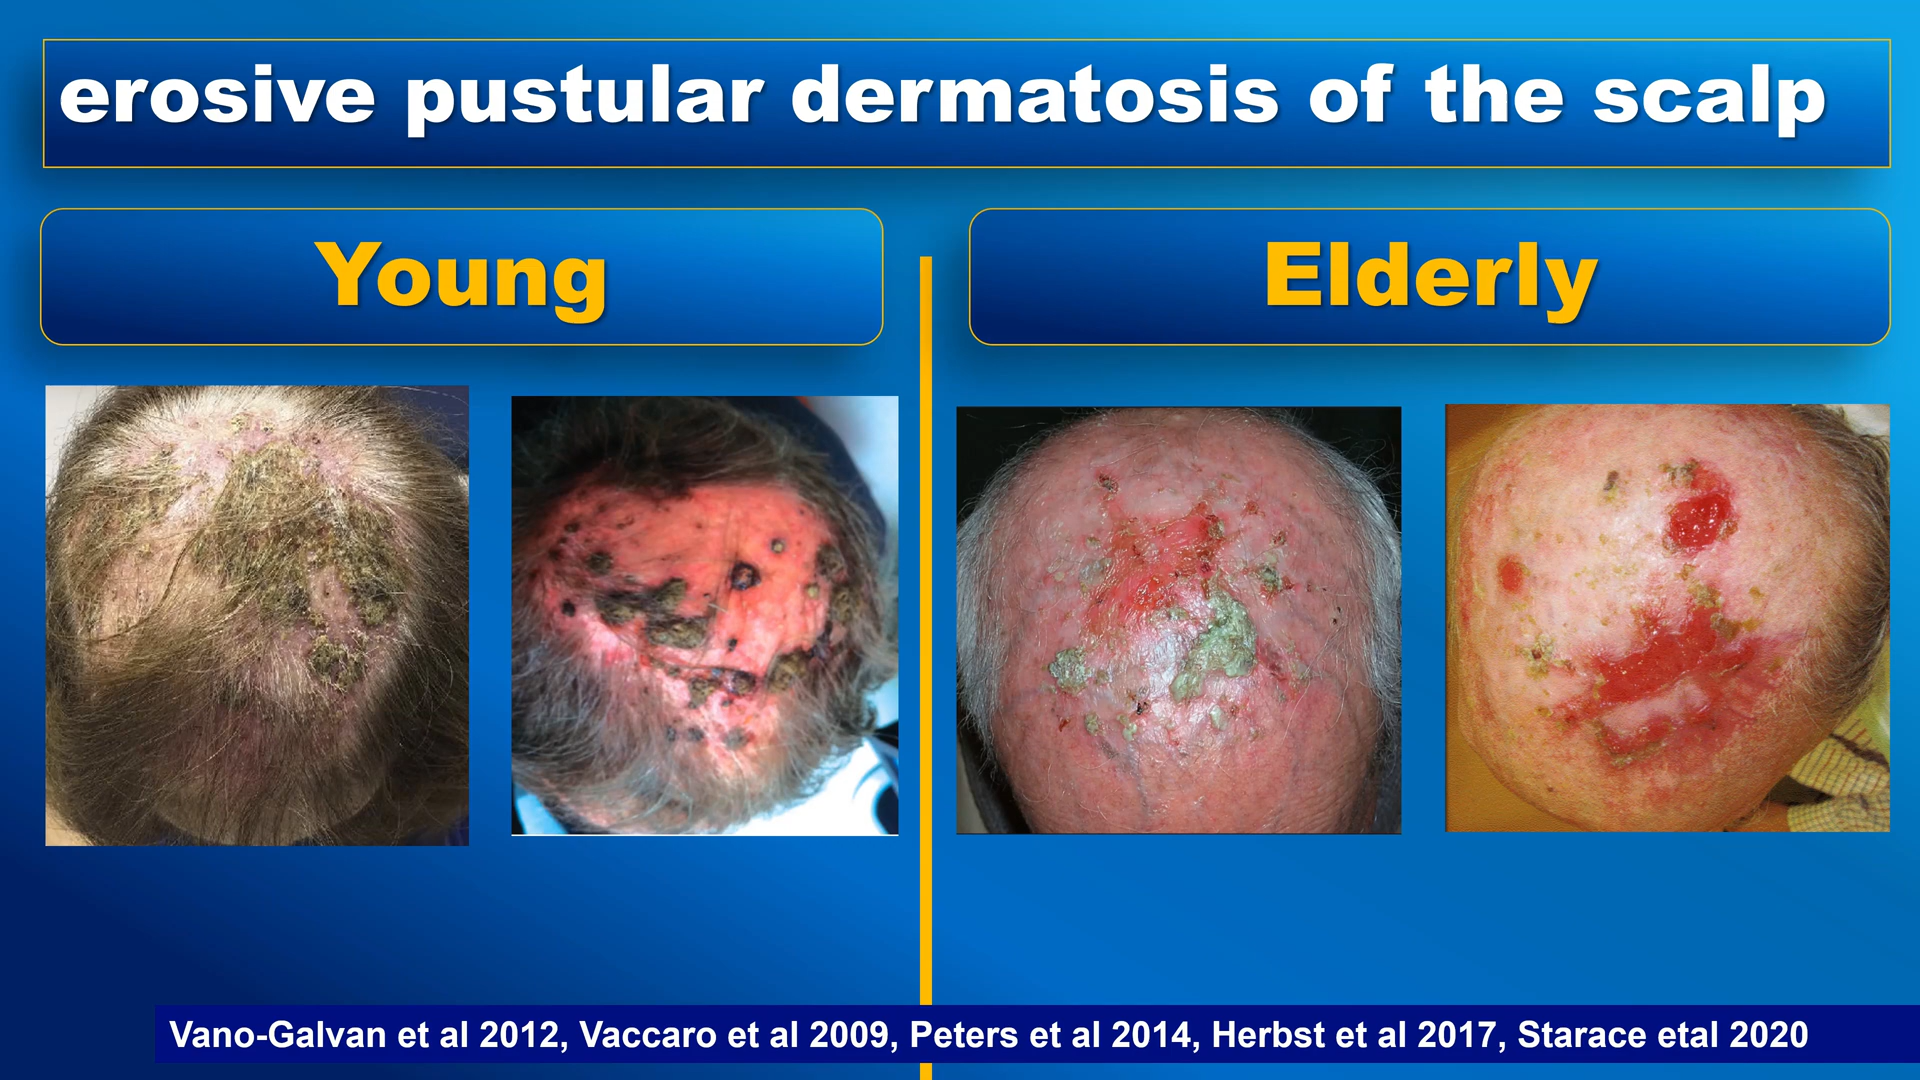 erosive pustular dermatosis of the scalp
Young
Elderly
Vano-Galvan et al 2012, Vaccaro et al 2009, Peters et al 2014, Herbst et al 2017, Starace etal 2020